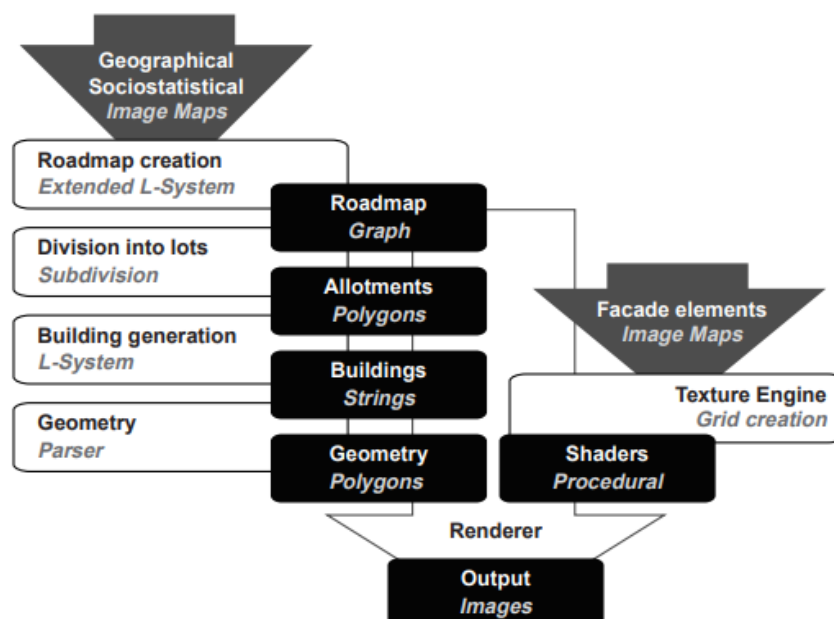 Geographical
Sociostatistical
Image Maps
Roadmap creation
Extended L-System
Roadmap
Graph
Division into lots
Subdivision
Allotments
Polygons
Facade elements
Image Maps
Building generation
L-System
Buildings
Strings
Texture Engine
Grid creation
Geometry
Parser
Geometry
Polygons
Shaders
Procedural
Renderer
Output
Images